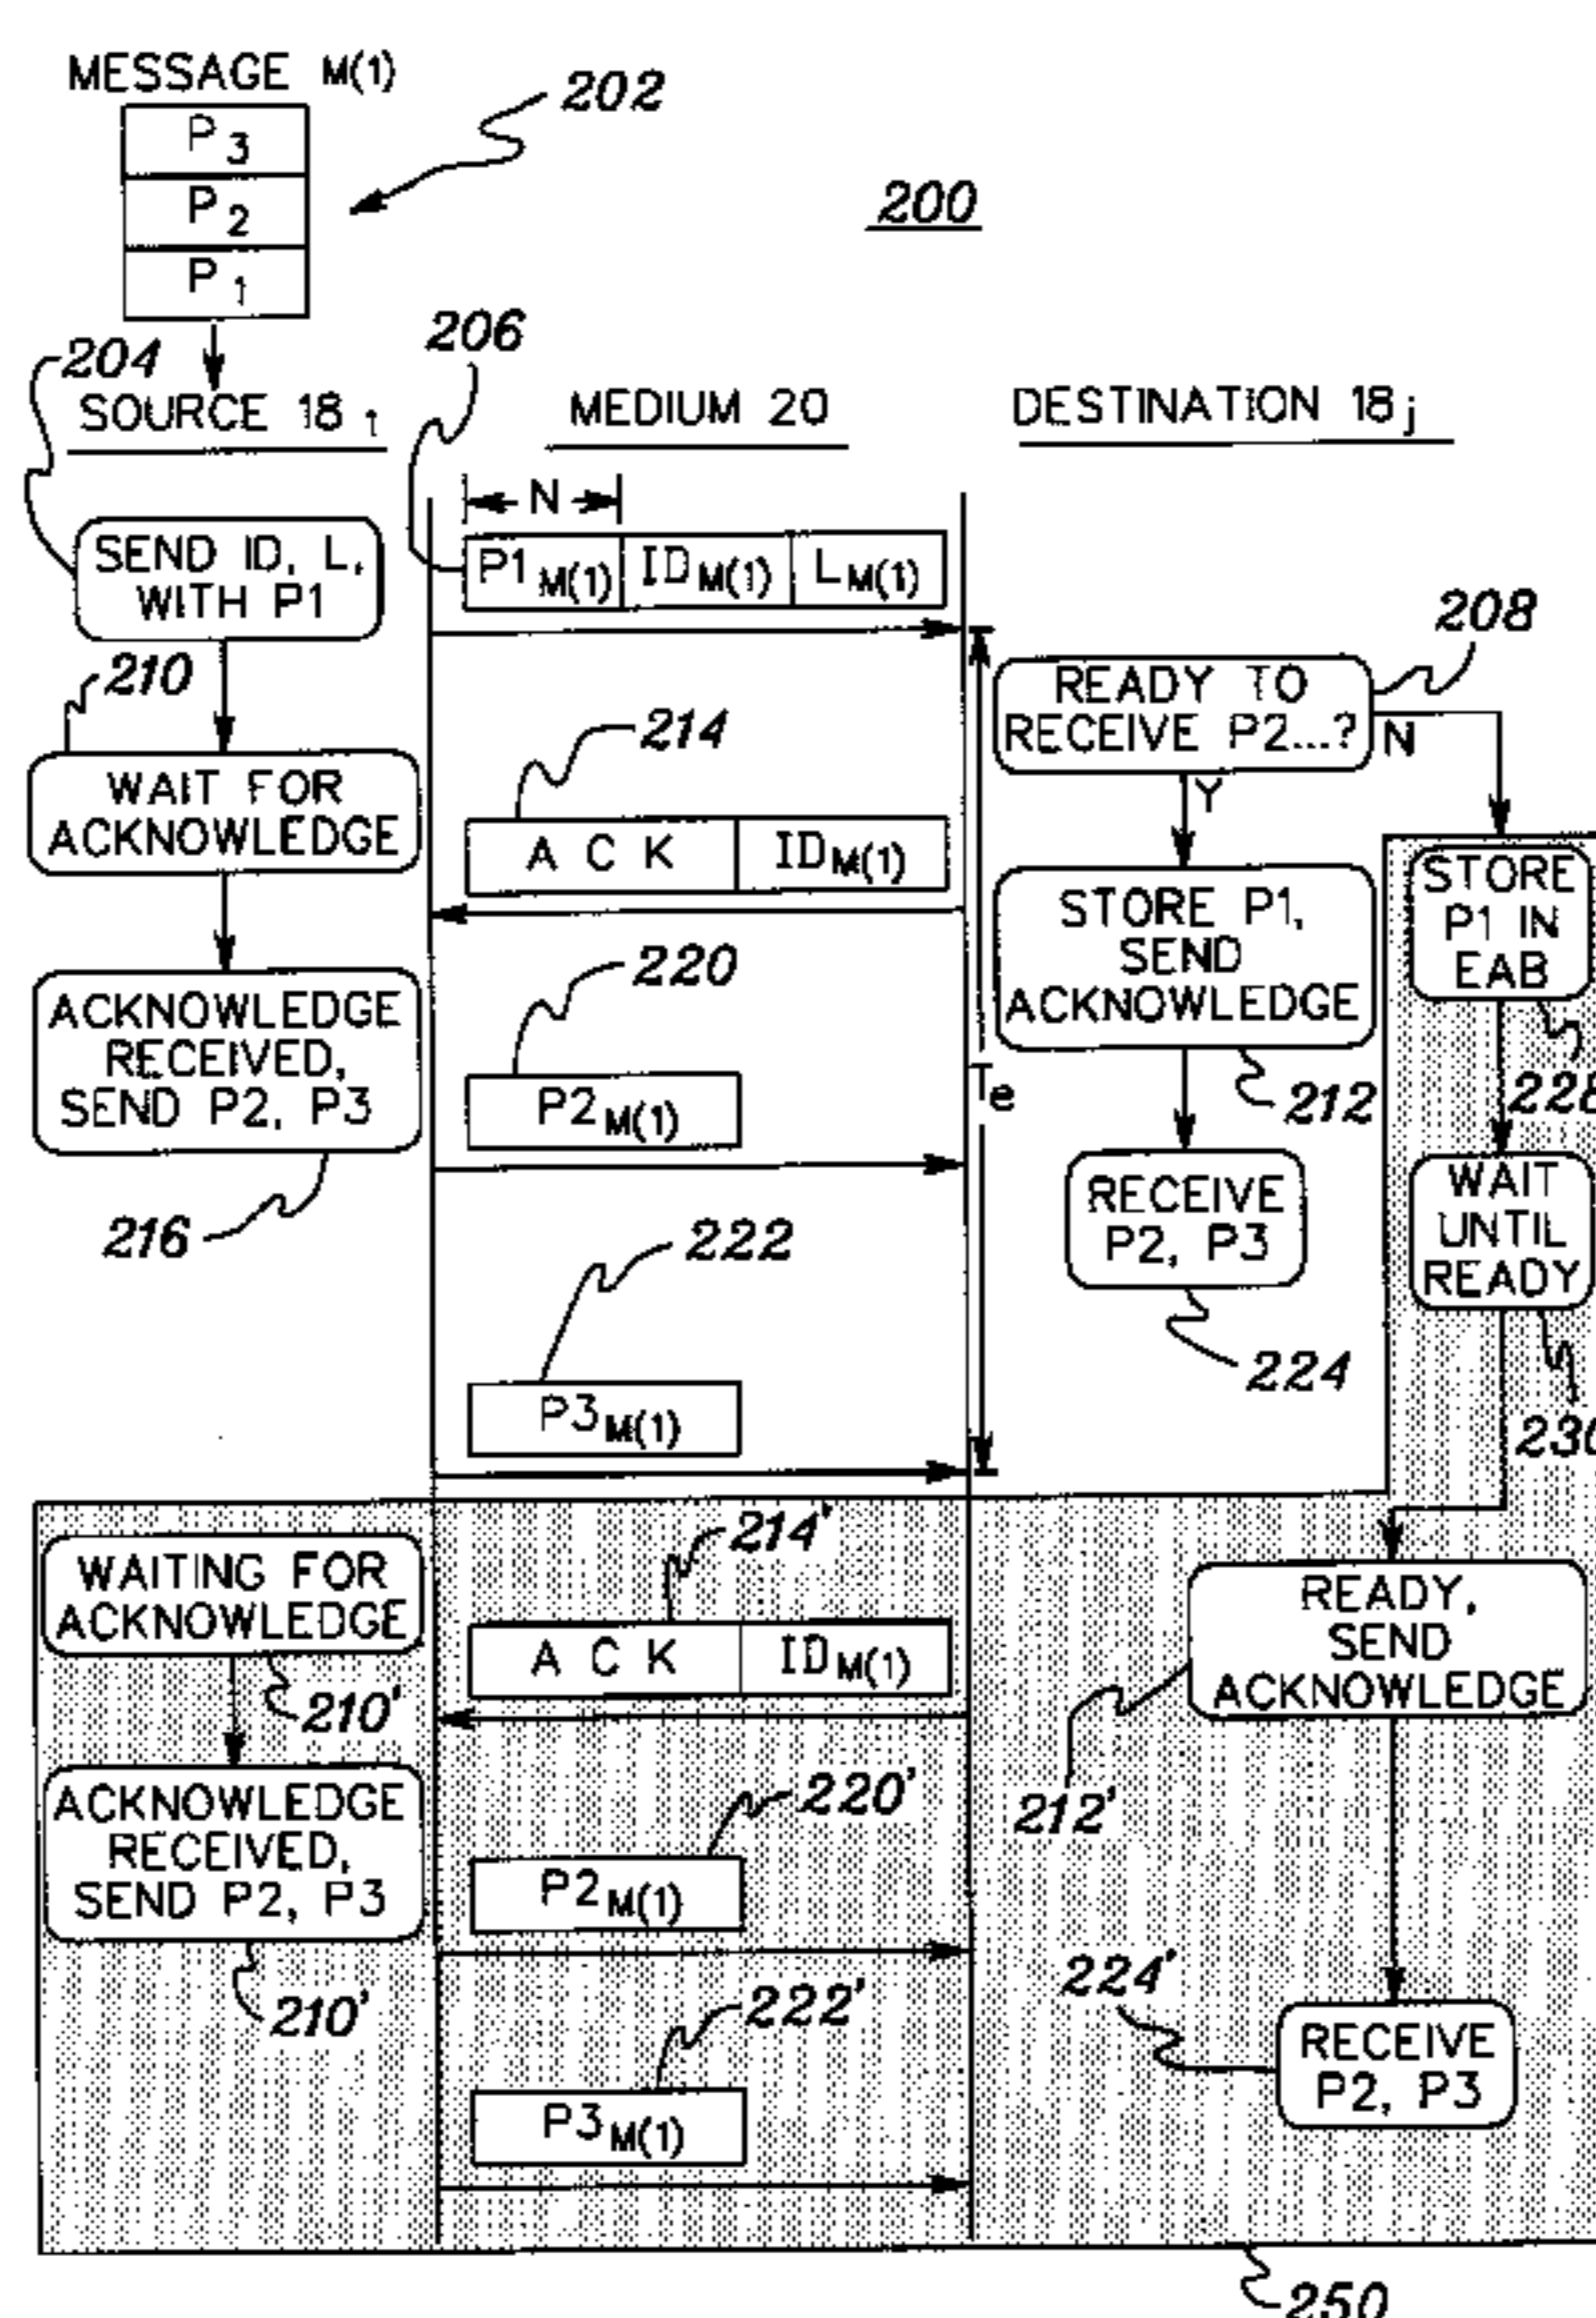 MESSAGE M(1)
202
P3
P2
P1
200
204
206
SOURCE 18 1
MEDIUM 20
DESTINATION 18j
N
SEND ID, L,
WITH P1
P1M(1) IDM(1) LM(1)
208
210
READY TO
RECEIVE P2...?
N
Y
214
WAIT FOR
ACKNOWLEDGE
A C K IDM(1)
STORE P1,
SEND
ACKNOWLEDGE
STORE
P1 IN
EAB
220
ACKNOWLEDGE
RECEIVED,
SEND P2, P3
P2M(1)
Te
212
216
RECEIVE
P2, P3
WAIT
UNTIL
READY
222
224
P3M(1)
214'
WAITING FOR
ACKNOWLEDGE
A C K IDM(1)
READY,
SEND
ACKNOWLEDGE
210'
220'
212'
ACKNOWLEDGE
RECEIVED,
SEND P2, P3
P2M(1)
210'
222'
224'
P3M(1)
RECEIVE
P2, P3
250